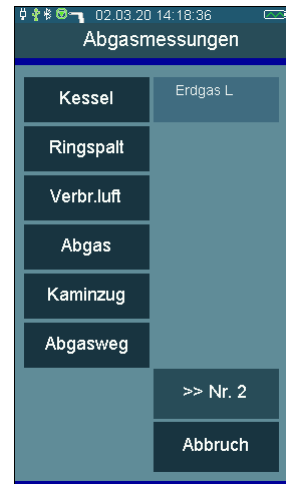 02.03.20 14:18:36
Abgasmessungen
Kessel
Erdgas L
Ringspalt
Verbr.luft
Abgas
Kaminzug
Abgasweg
>> Nr. 2
Abbruch